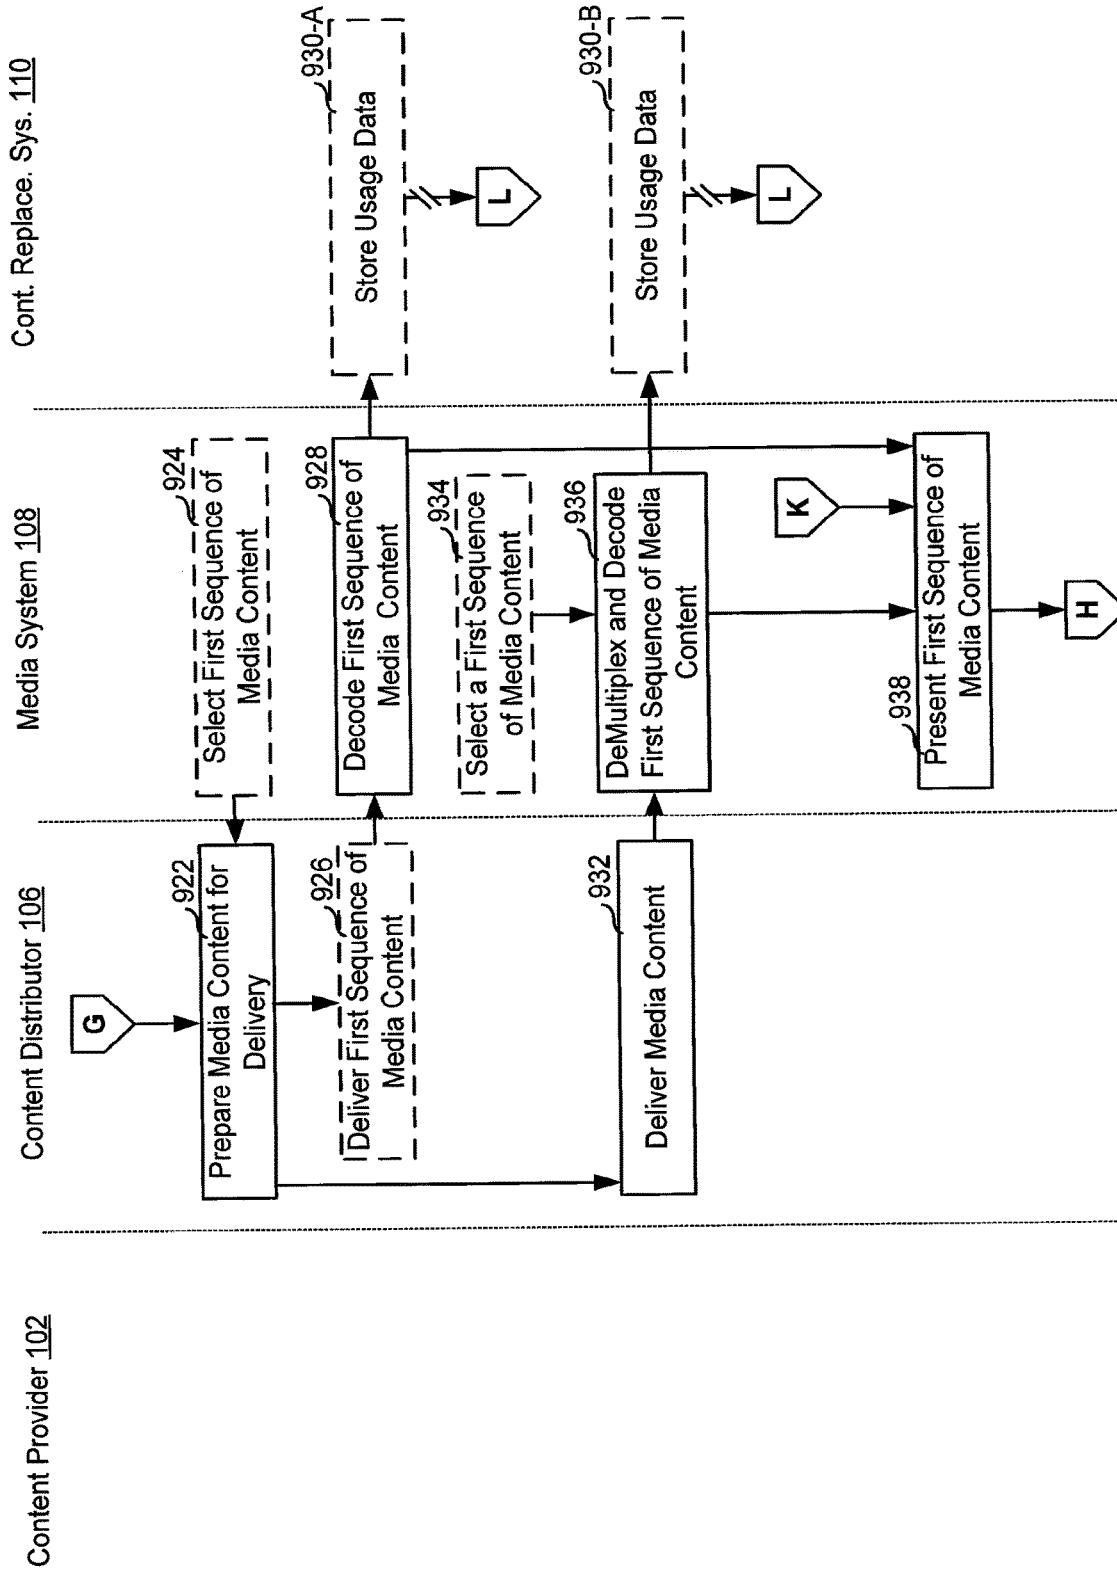 Content Provider 102
Content Distributor 106
Media System 108
Cont. Replace. Sys. 110
G
922
Prepare Media Content for
Delivery
924
Select First Sequence of
Media Content
926
Deliver First Sequence of
Media Content
928
Decode First Sequence of
Media Content
930-A
Store Usage Data
L
934
Select a First Sequence
of Media Content
932
Deliver Media Content
936
DeMultiplex and Decode
First Sequence of Media
Content
930-B
Store Usage Data
L
K
938
Present First Sequence of
Media Content
H